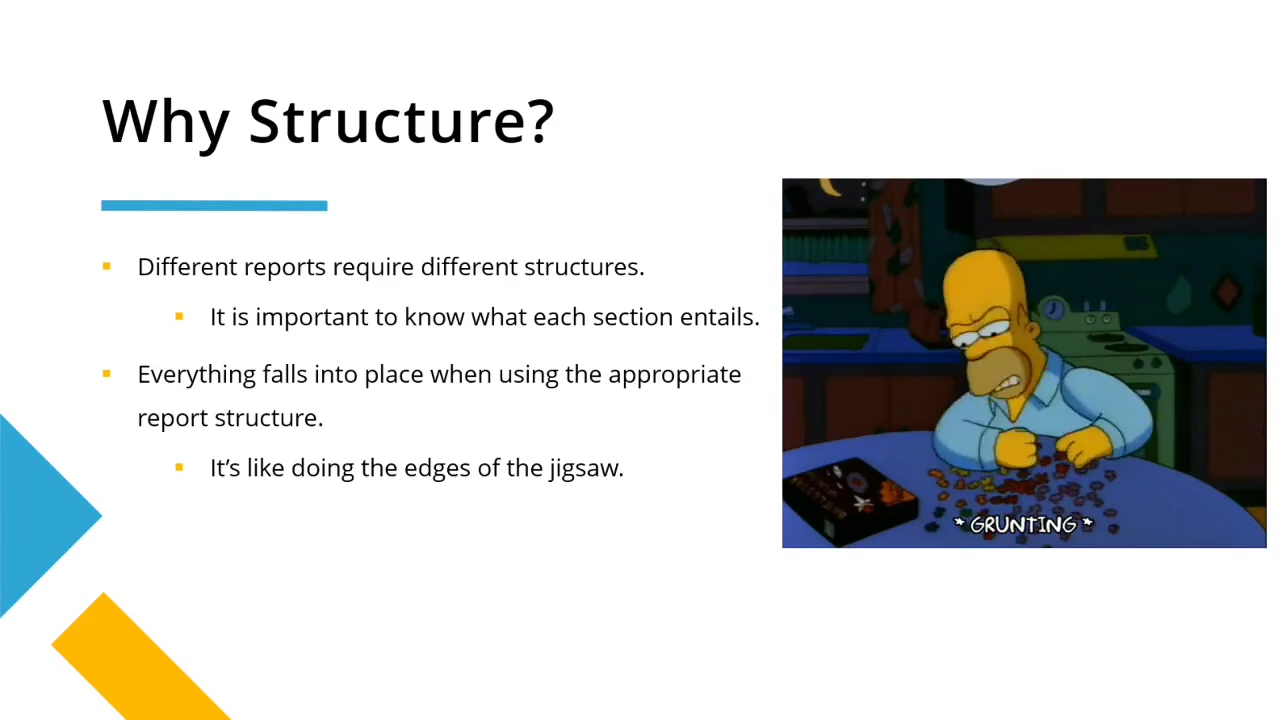 Why Structure?
Different reports require different structures.
It is important to know what each section entails.
Everything falls into place when using the appropriate
report structure.
It’s like doing the edges of the jigsaw.
* GRUNTING *